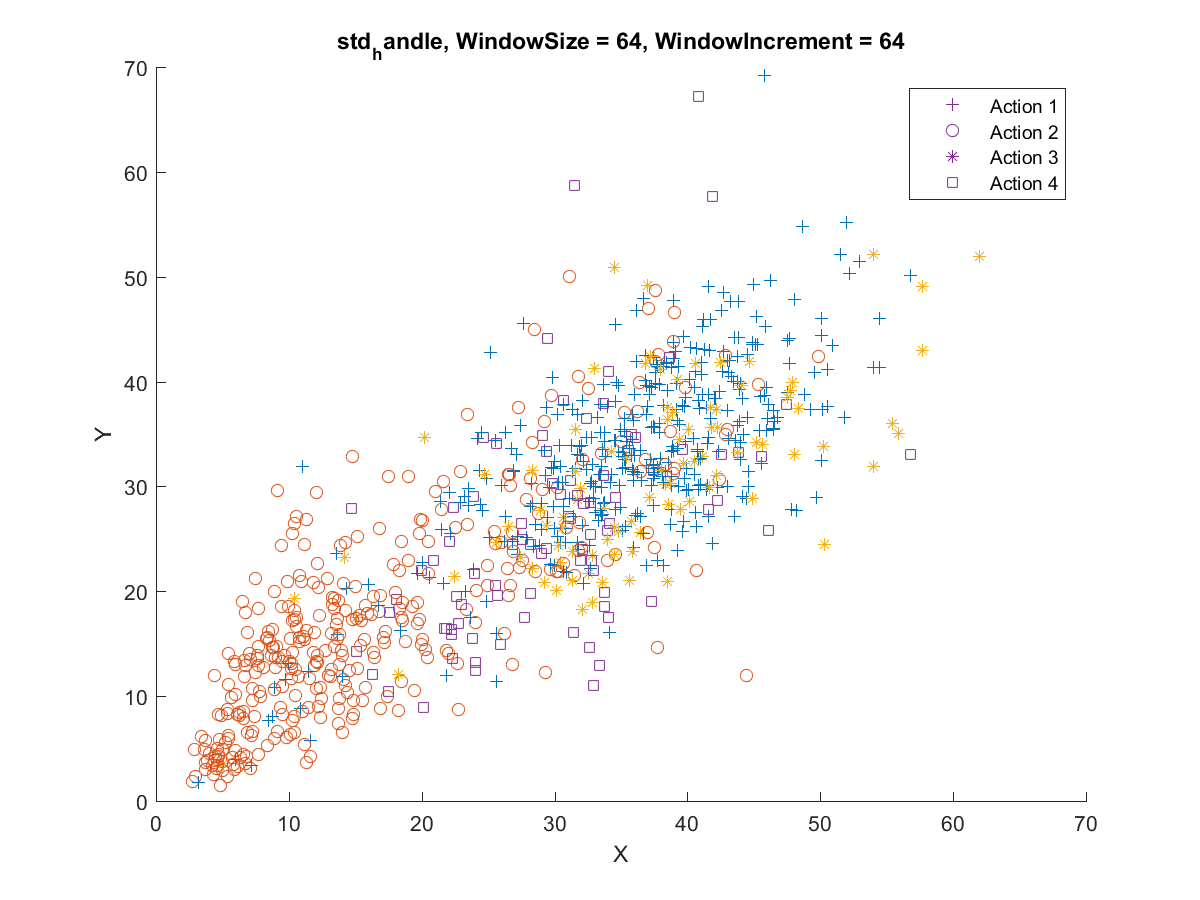 std_handle, WindowSize = 64, WindowIncrement = 64
70
60
50
40
30
20
10
0
Y
Action 1
Action 2
Action 3
Action 4
0 10 20 30 40 50 60 70
X